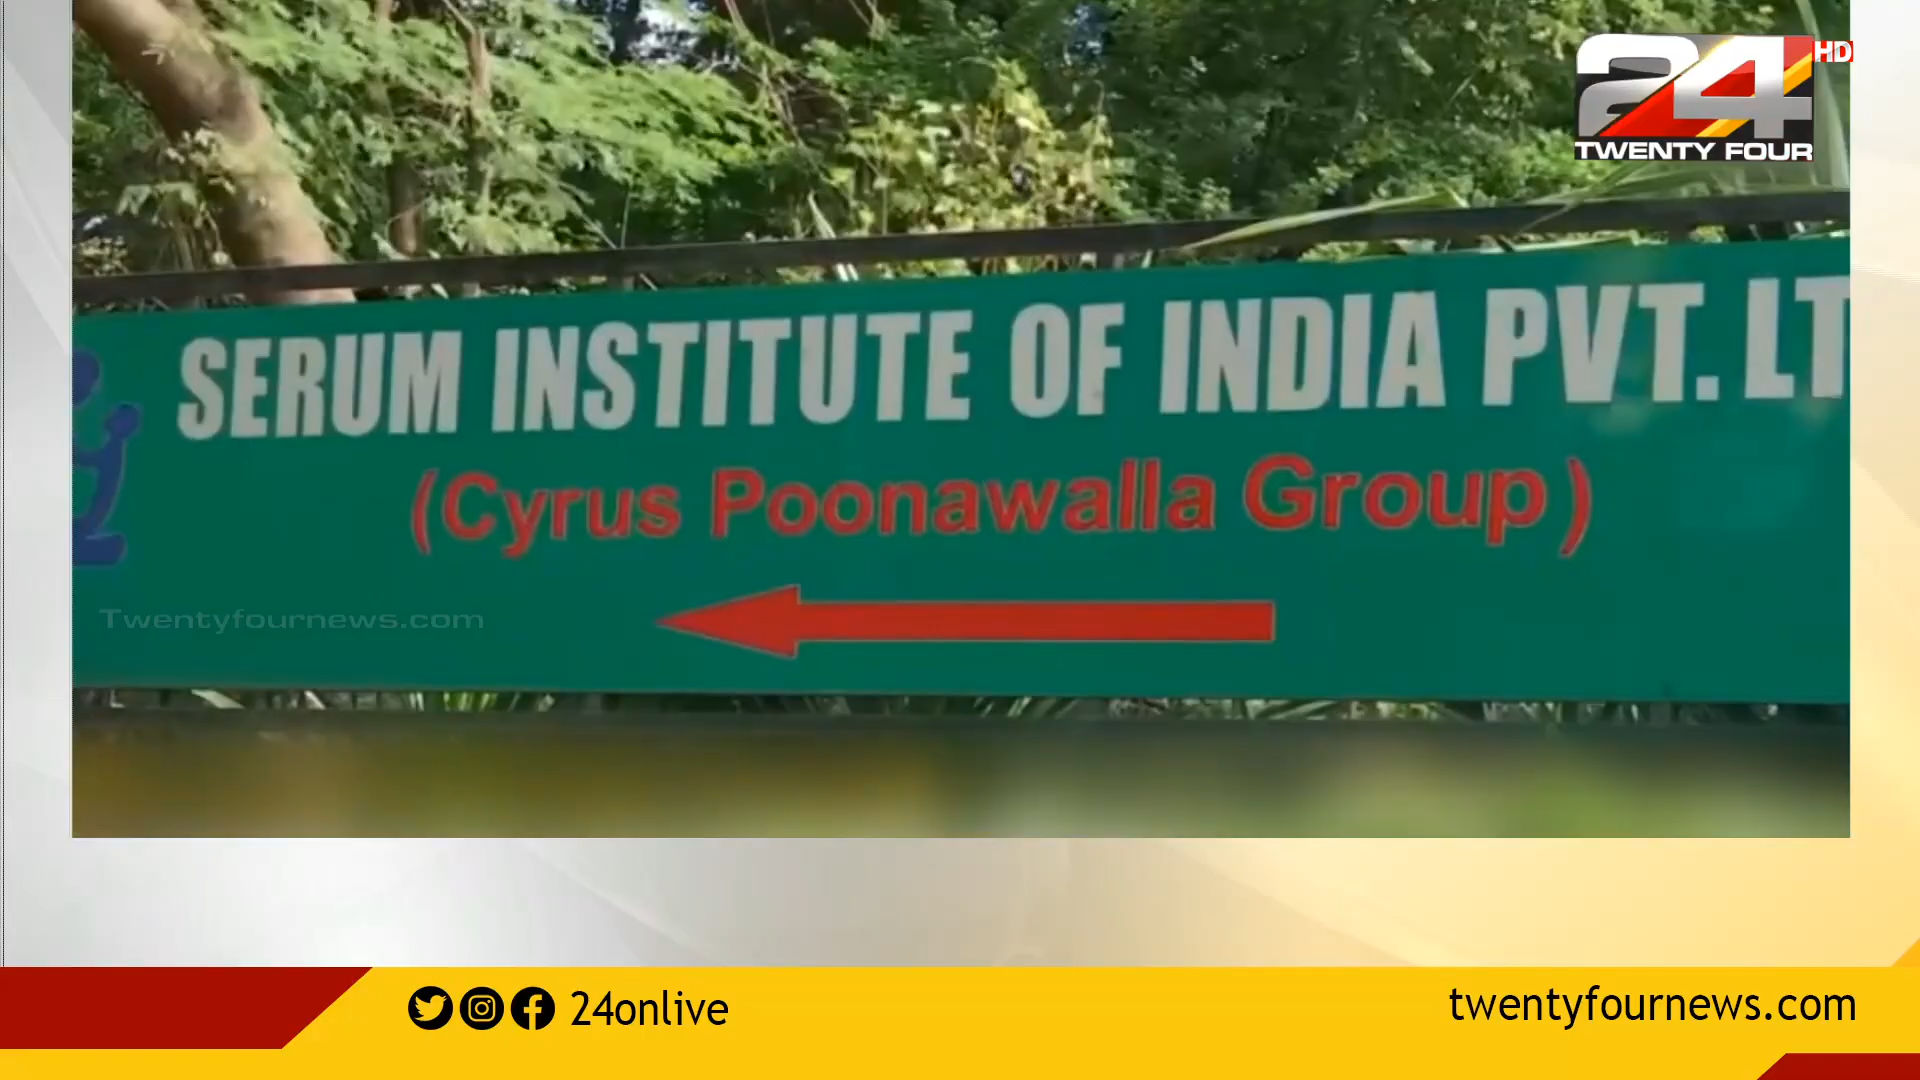 24 HD
TWENTY FOUR
SERUM INSTITUTE OF INDIA PVT. LT
(Cyrus Poonawalla Group)
Twentyfournews.com
24onlive
twentyfournews.com